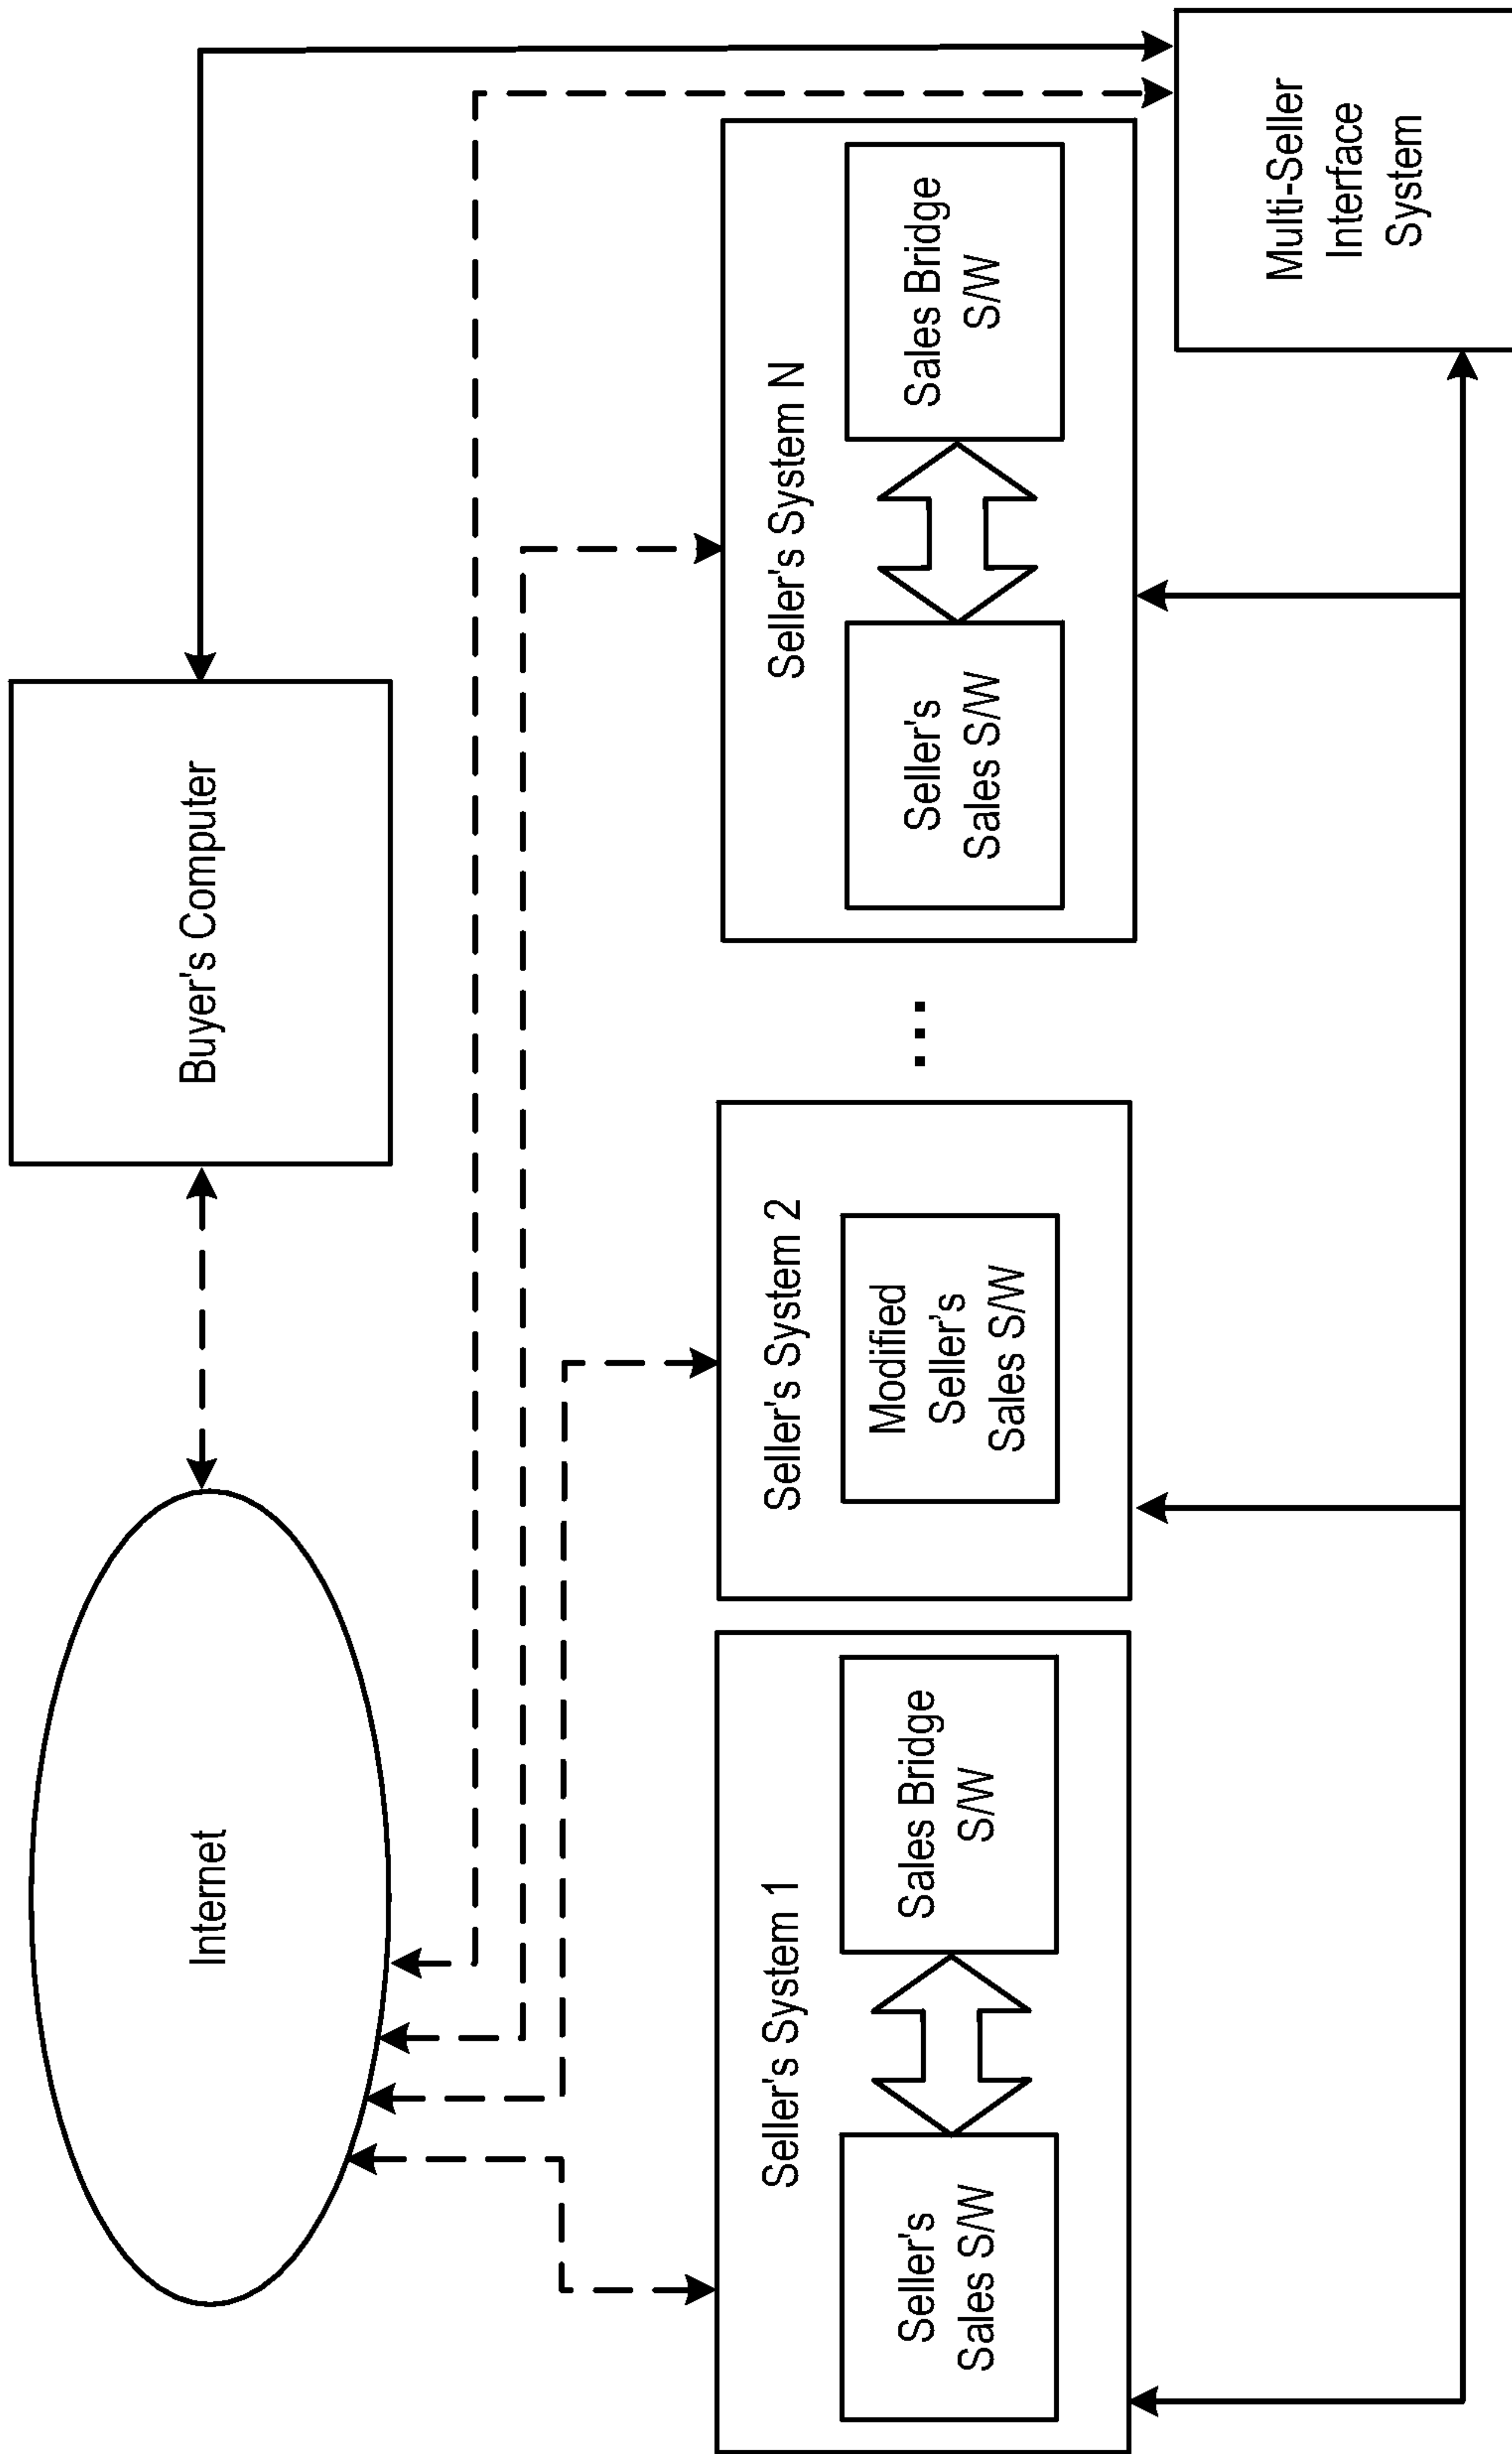 Internet
Buyer's Computer
Seller's System 1
Seller's
Sales S/W
Sales Bridge
S/W
Seller's System 2
Modified
Seller's
Sales S/W
...
Seller's System N
Seller's
Sales S/W
Sales Bridge
S/W
Multi-Seller
Interface
System